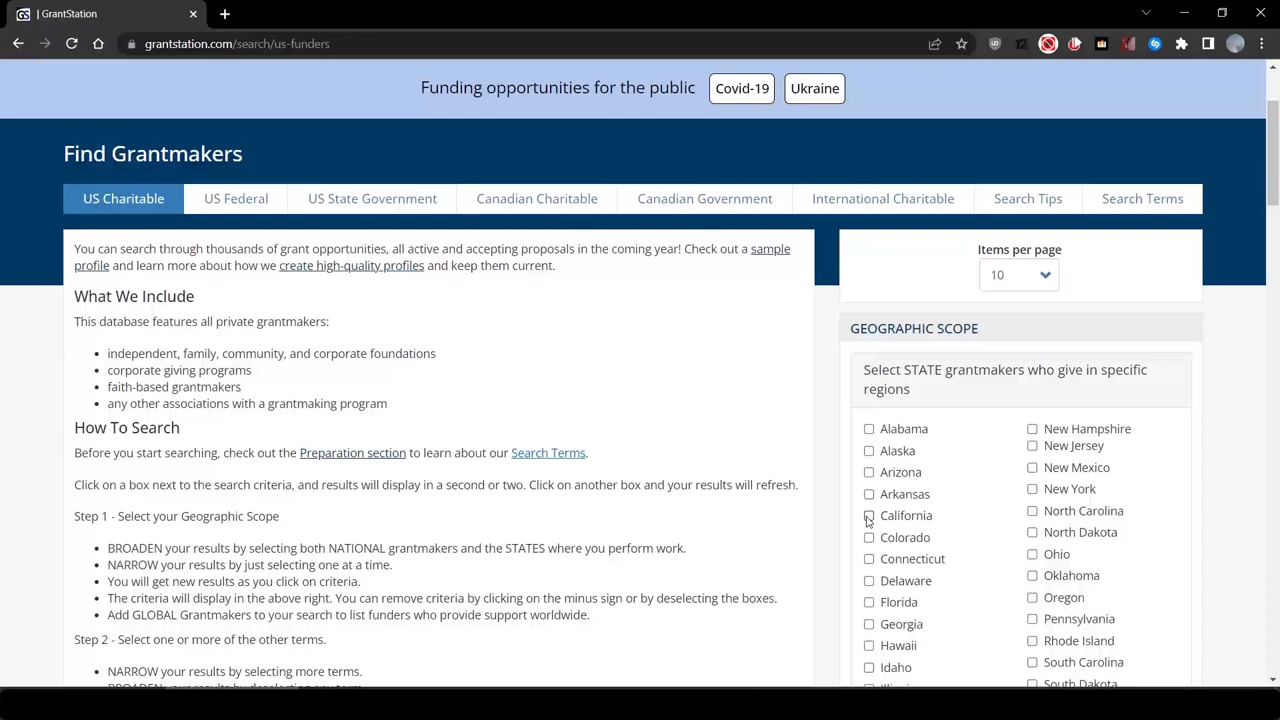 GS | GrantStation
grantstation.com/search/us-funders
Funding opportunities for the public Covid-19 Ukraine
Find Grantmakers
US Charitable US Federal US State Government Canadian Charitable Canadian Government International Charitable Search Tips Search Terms
You can search through thousands of grant opportunities, all active and accepting proposals in the coming year! Check out a sample
profile and learn more about how we create high-quality profiles and keep them current.
What We Include
This database features all private grantmakers:
independent, family, community, and corporate foundations
corporate giving programs
faith-based grantmakers
any other associations with a grantmaking program
How To Search
Before you start searching, check out the Preparation section to learn about our Search Terms.
Click on a box next to the search criteria, and results will display in a second or two. Click on another box and your results will refresh.
Step 1 - Select your Geographic Scope
BROADEN your results by selecting both NATIONAL grantmakers and the STATES where you perform work.
NARROW your results by just selecting one at a time.
You will get new results as you click on criteria.
The criteria will display in the above right. You can remove criteria by clicking on the minus sign or by deselecting the boxes.
Add GLOBAL Grantmakers to your search to list funders who provide support worldwide.
Step 2 - Select one or more of the other terms.
NARROW your results by selecting more terms.
Items per page
10
GEOGRAPHIC SCOPE
Select STATE grantmakers who give in specific
regions
Alabama
Alaska
Arizona
Arkansas
California
Colorado
Connecticut
Delaware
Florida
Georgia
Hawaii
Idaho
New Hampshire
New Jersey
New Mexico
New York
North Carolina
North Dakota
Ohio
Oklahoma
Oregon
Pennsylvania
Rhode Island
South Carolina
South Dakota